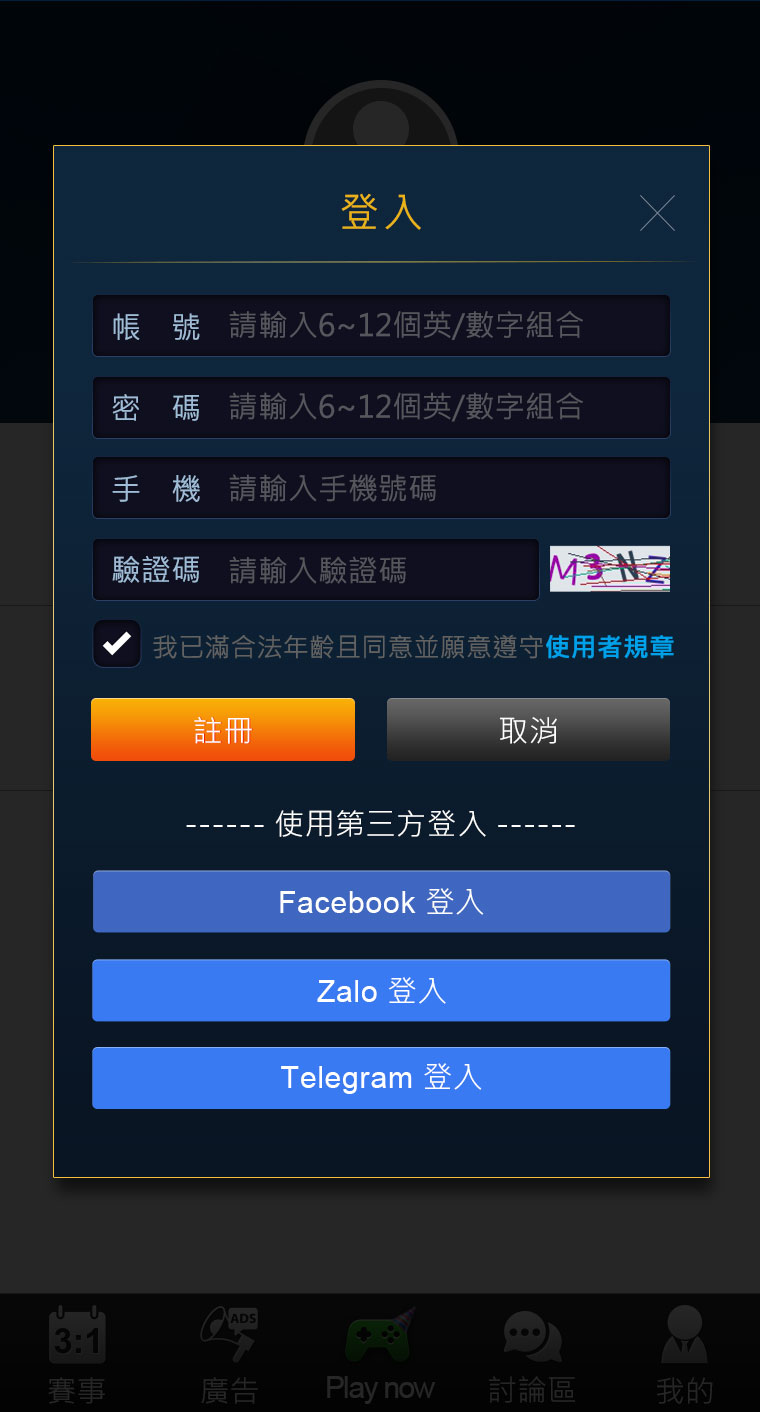 登入
帳 號 請輸入6~12個英/數字組合
密 碼 請輸入6~12個英/數字組合
手 機 請輸入手機號碼
驗證碼 請輸入驗證碼 M3NZ
我已滿合法年齡且同意並願意遵守使用者規章
註冊 取消
------ 使用第三方登入 ------
Facebook 登入
Zalo 登入
Telegram 登入
3:1 ADS
賽事 廣告 Play now 討論區 我的